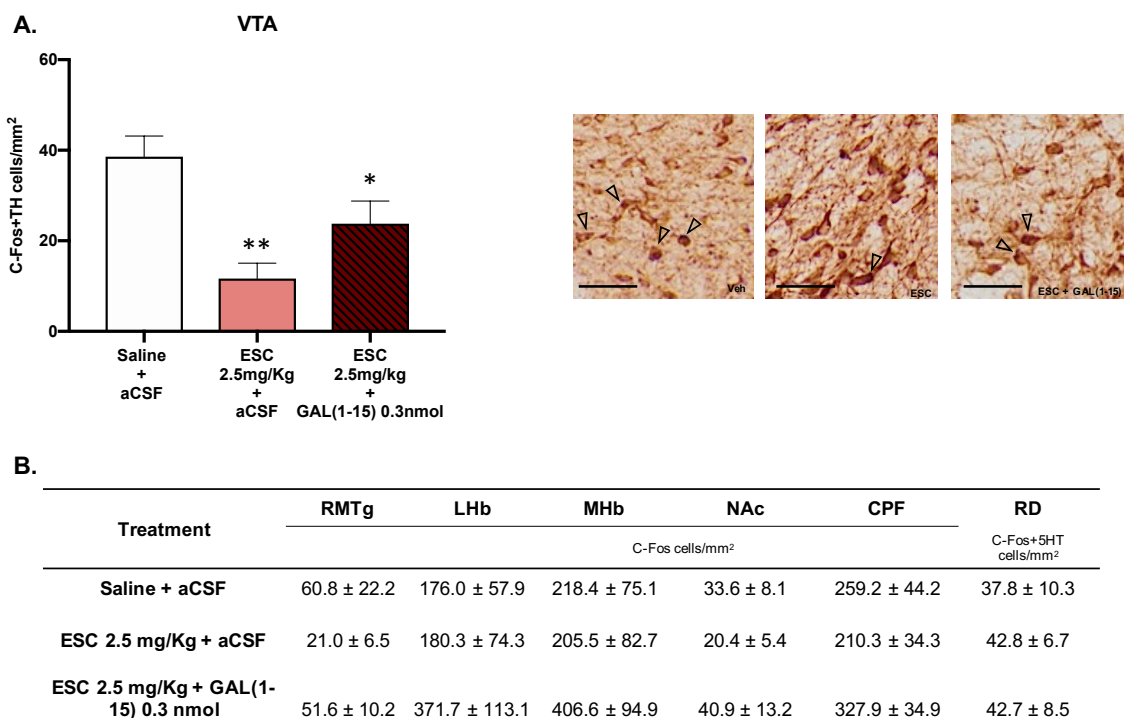 A.
VTA
C-Fos+TH cells/mm²
60
40
20
0
**
*
Saline
+
aCSF
ESC
2.5mg/Kg
+
aCSF
ESC
2.5mg/kg
+
GAL(1-15) 0.3nmol
Veh
ESC
ESC + GAL(1-15)
B.
Treatment RMTg LHb MHb NAc CPF RD
C-Fos cells/mm²
C-Fos+5HT
cells/mm²
Saline + aCSF 60.8 ± 22.2 176.0 ± 57.9 218.4 ± 75.1 33.6 ± 8.1 259.2 ± 44.2 37.8 ± 10.3
ESC 2.5 mg/Kg + aCSF 21.0 ± 6.5 180.3 ± 74.3 205.5 ± 82.7 20.4 ± 5.4 210.3 ± 34.3 42.8 ± 6.7
ESC 2.5 mg/Kg + GAL(1-
15) 0.3 nmol 51.6 ± 10.2 371.7 ± 113.1 406.6 ± 94.9 40.9 ± 13.2 327.9 ± 34.9 42.7 ± 8.5